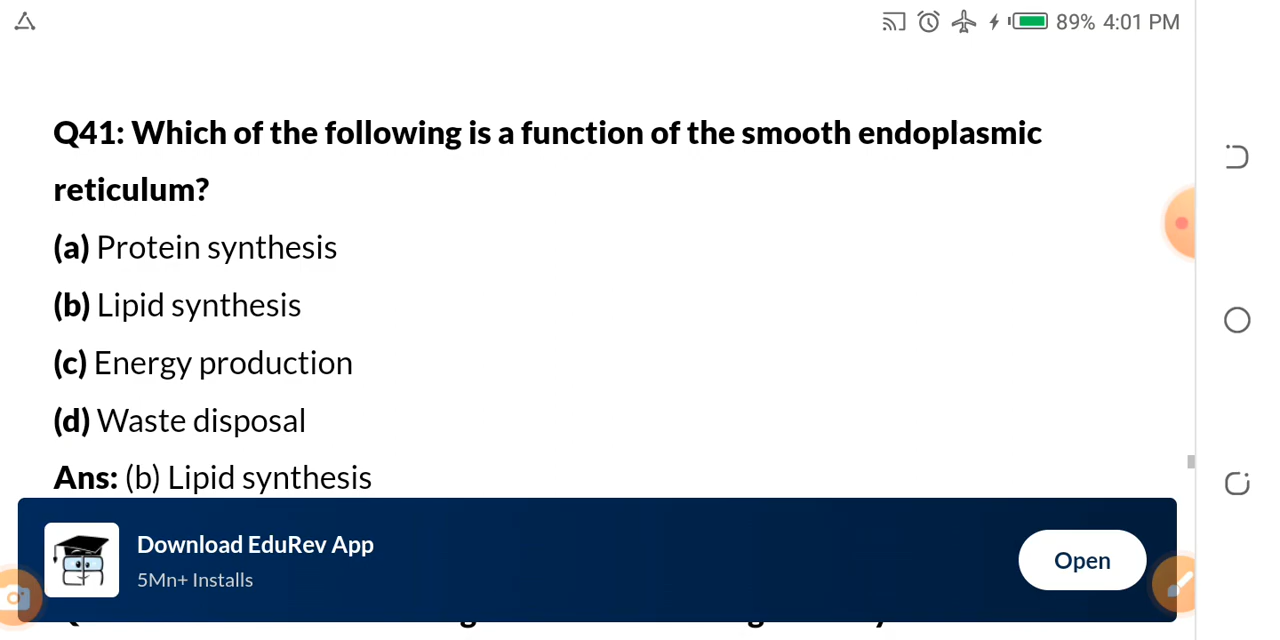 89% 4:01 PM
Q41: Which of the following is a function of the smooth endoplasmic
reticulum?
(a) Protein synthesis
(b) Lipid synthesis
(c) Energy production
(d) Waste disposal
Ans: (b) Lipid synthesis
Download EduRev App
5Mn+ Installs
Open